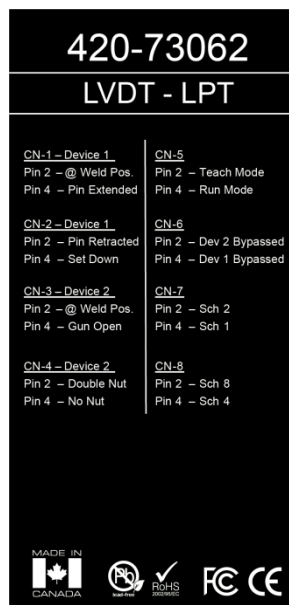 420-73062
LVDT - LPT
CN-1 – Device 1
Pin 2 – @ Weld Pos.
Pin 4 – Pin Extended
CN-2 – Device 1
Pin 2 – Pin Retracted
Pin 4 – Set Down
CN-3 – Device 2
Pin 2 – @ Weld Pos.
Pin 4 – Gun Open
CN-4 – Device 2
Pin 2 – Double Nut
Pin 4 – No Nut
CN-5
Pin 2 – Teach Mode
Pin 4 – Run Mode
CN-6
Pin 2 – Dev 2 Bypassed
Pin 4 – Dev 1 Bypassed
CN-7
Pin 2 – Sch 2
Pin 4 – Sch 1
CN-8
Pin 2 – Sch 8
Pin 4 – Sch 4
MADE IN
CANADA
Pb
lead-free
RoHS
2002/95/EC
FC CE